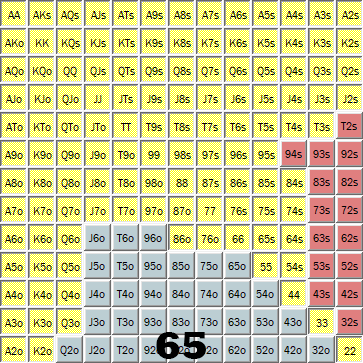 AA AKs AQs AJs ATs A9s A8s A7s A6s A5s A4s A3s A2s
AKo KK KQs KJs KTs K9s K8s K7s K6s K5s K4s K3s K2s
AQo KQo QQ QJs QTs Q9s Q8s Q7s Q6s Q5s Q4s Q3s Q2s
AJo KJo QJo JJ JTs J9s J8s J7s J6s J5s J4s J3s J2s
ATo KTo QTo JTo TT T9s T8s T7s T6s T5s T4s T3s T2s
A9o K9o Q9o J9o T9o 99 98s 97s 96s 95s 94s 93s 92s
A8o K8o Q8o J8o T8o 98o 88 87s 86s 85s 84s 83s 82s
A7o K7o Q7o J7o T7o 97o 87o 77 76s 75s 74s 73s 72s
A6o K6o Q6o J6o T6o 96o 86o 76o 66 65s 64s 63s 62s
A5o K5o Q5o J5o T5o 95o 85o 75o 65o 55 54s 53s 52s
A4o K4o Q4o J4o T4o 94o 84o 74o 64o 54o 44 43s 42s
A3o K3o Q3o J3o T3o 93o 83o 73o 63o 53o 43o 33 32s
A2o K2o Q2o J2o T2o 62o 52o 42o 32o 22
65